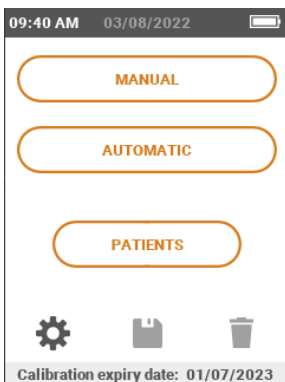 09:40 AM 03/08/2022
MANUAL
AUTOMATIC
PATIENTS
Calibration expiry date: 01/07/2023